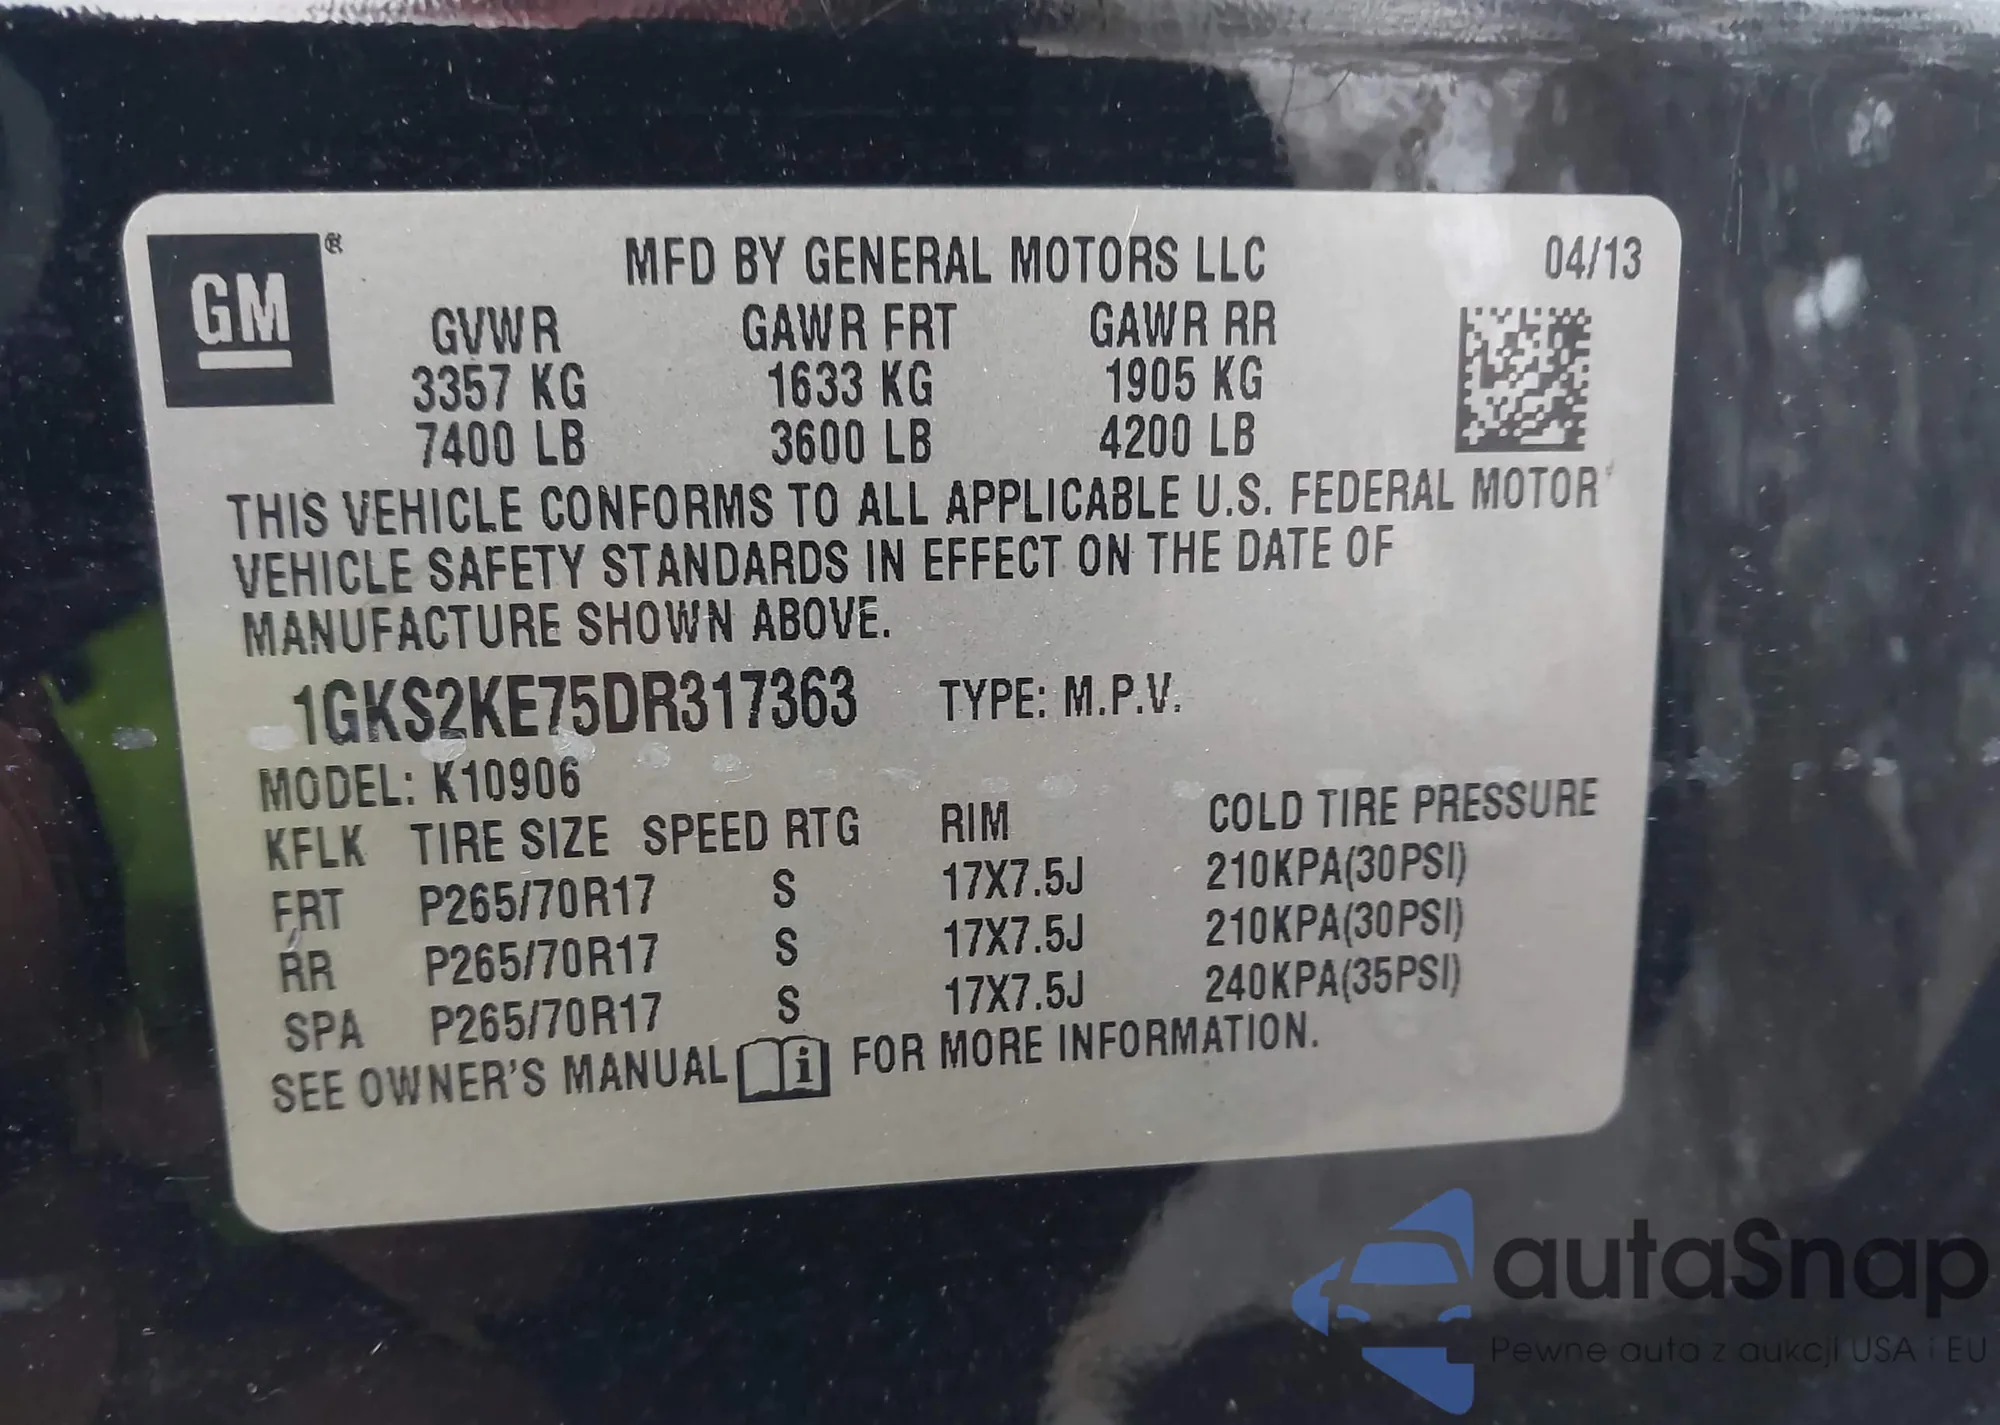 GM ® MFD BY GENERAL MOTORS LLC 04/13
GVWR GAWR FRT GAWR RR
3357 KG 1633 KG 1905 KG
7400 LB 3600 LB 4200 LB
THIS VEHICLE CONFORMS TO ALL APPLICABLE U.S. FEDERAL MOTOR
VEHICLE SAFETY STANDARDS IN EFFECT ON THE DATE OF
MANUFACTURE SHOWN ABOVE.
1GKS2KE75DR317363 TYPE: M.P.V.
MODEL: K10906
KFLK TIRE SIZE SPEED RTG RIM COLD TIRE PRESSURE
FRT P265/70R17 S 17X7.5J 210KPA(30PSI)
RR P265/70R17 S 17X7.5J 210KPA(30PSI)
SPA P265/70R17 S 17X7.5J 240KPA(35PSI)
SEE OWNER'S MANUAL i FOR MORE INFORMATION.
autaSnap
Pewne auta z aukcji USA i EU